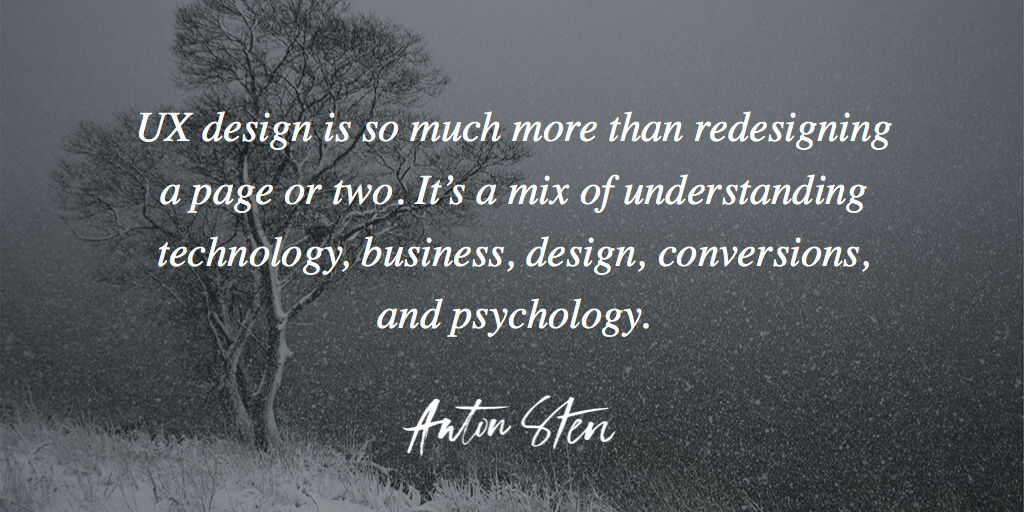 UX design is so much more than redesigning
a page or two. It’s a mix of understanding
technology, business, design, conversions,
and psychology.
Anton Sten